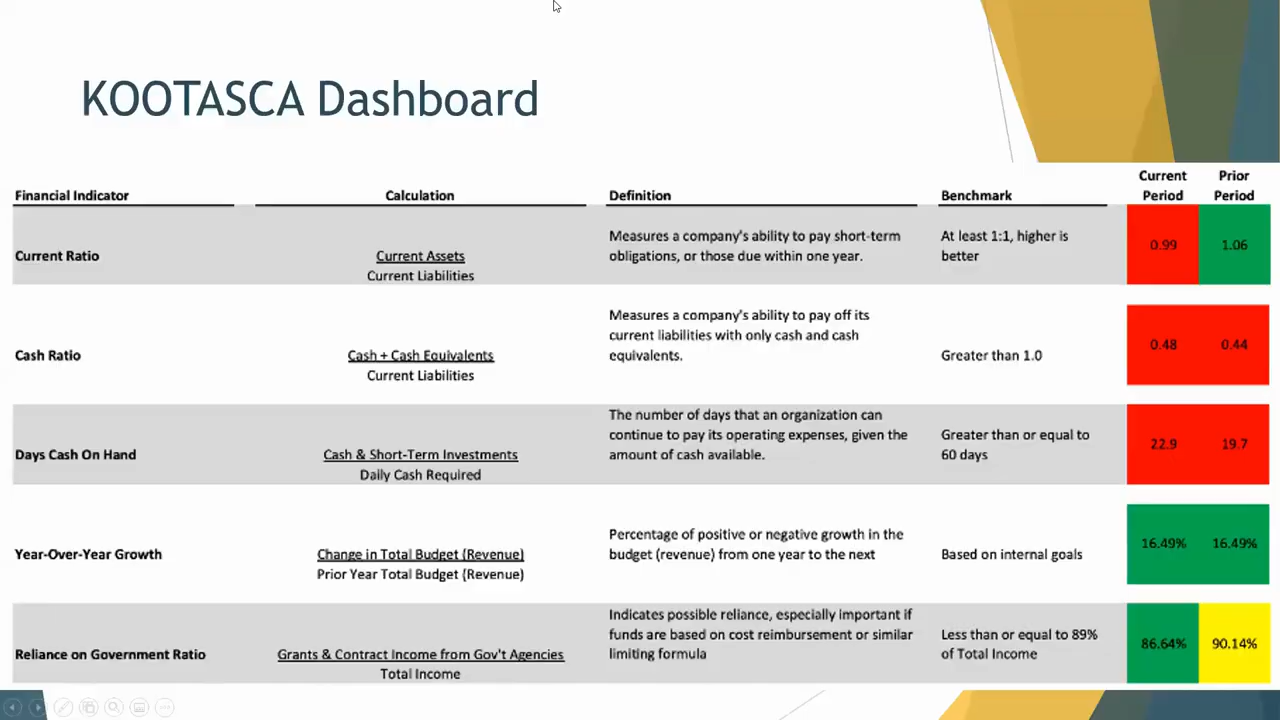 KOOTASCA Dashboard
Financial Indicator
Calculation
Definition
Benchmark
Current
Period
Prior
Period
Current Ratio
Current Assets
Current Liabilities
Measures a company's ability to pay short-term
obligations, or those due within one year.
At least 1:1, higher is
better
0.99
1.06
Cash Ratio
Cash + Cash Equivalents
Current Liabilities
Measures a company's ability to pay off its
current liabilities with only cash and cash
equivalents.
Greater than 1.0
0.48
0.44
Days Cash On Hand
Cash & Short-Term Investments
Daily Cash Required
The number of days that an organization can
continue to pay its operating expenses, given the
amount of cash available.
Greater than or equal to
60 days
22.9
19.7
Year-Over-Year Growth
Change in Total Budget (Revenue)
Prior Year Total Budget (Revenue)
Percentage of positive or negative growth in the
budget (revenue) from one year to the next
Based on internal goals
16.49%
16.49%
Reliance on Government Ratio
Grants & Contract Income from Gov't Agencies
Total Income
Indicates possible reliance, especially important if
funds are based on cost reimbursement or similar
limiting formula
Less than or equal to 89%
of Total Income
86.64%
90.14%